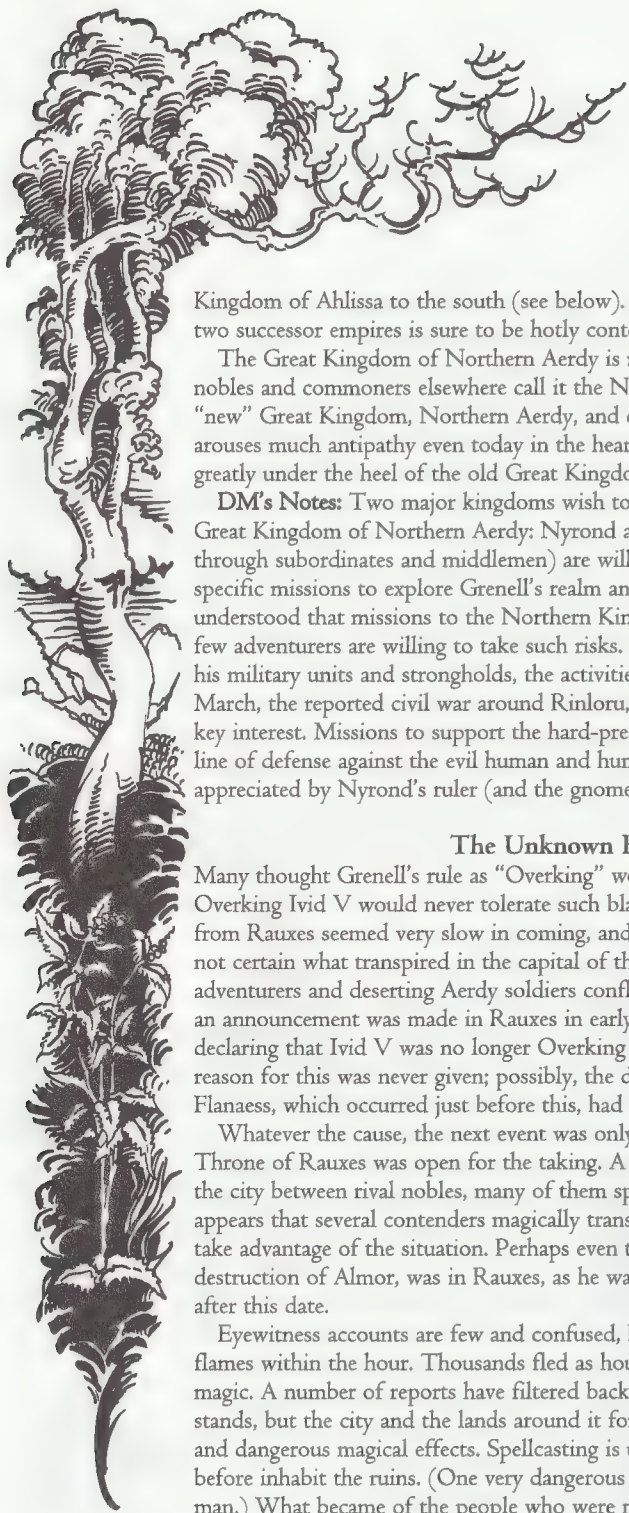 Kingdom of Ahlissa to the south (see below).
two successor empires is sure to be hotly conte
The Great Kingdom of Northern Aerdy is
nobles and commoners elsewhere call it the N
"new" Great Kingdom, Northern Aerdy, and
arouses much antipathy even today in the hear
greatly under the heel of the old Great Kingdo
DM's Notes: Two major kingdoms wish to
Great Kingdom of Northern Aerdy: Nyrond a
through subordinates and middlemen) are will
specific missions to explore Grenell's realm an
understood that missions to the Northern Kin
few adventurers are willing to take such risks.
his military units and strongholds, the activitie
March, the reported civil war around Rinloru,
key interest. Missions to support the hard-pre
line of defense against the evil human and hum
appreciated by Nyrond's ruler (and the gnome
The Unknown
Many thought Grenell's rule as "Overking" wo
Overking Ivid V would never tolerate such bla
from Rauxes seemed very slow in coming, and
not certain what transpired in the capital of th
adventurers and deserting Aerdy soldiers confl
an announcement was made in Rauxes in early
declaring that Ivid V was no longer Overking
reason for this was never given; possibly, the d
Flanaess, which occurred just before this, had
Whatever the cause, the next event was only
Throne of Rauxes was open for the taking. A
the city between rival nobles, many of them sp
appears that several contenders magically trans
take advantage of the situation. Perhaps even t
destruction of Almor, was in Rauxes, as he wa
after this date.
Eyewitness accounts are few and confused,
flames within the hour. Thousands fled as hou
magic. A number of reports have filtered back
stands, but the city and the lands around it for
and dangerous magical effects. Spellcasting is
before inhabit the ruins. (One very dangerous
man.) What became of the people who were